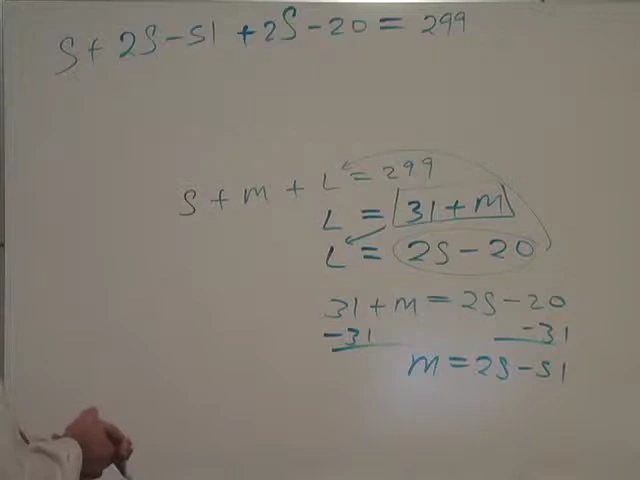 S + 2S - 51 + 2S - 20 = 299
S + m + L = 299
L = 31 + m
L = 2S - 20
31 + m = 2S - 20
-31 -31
m = 2S - 51